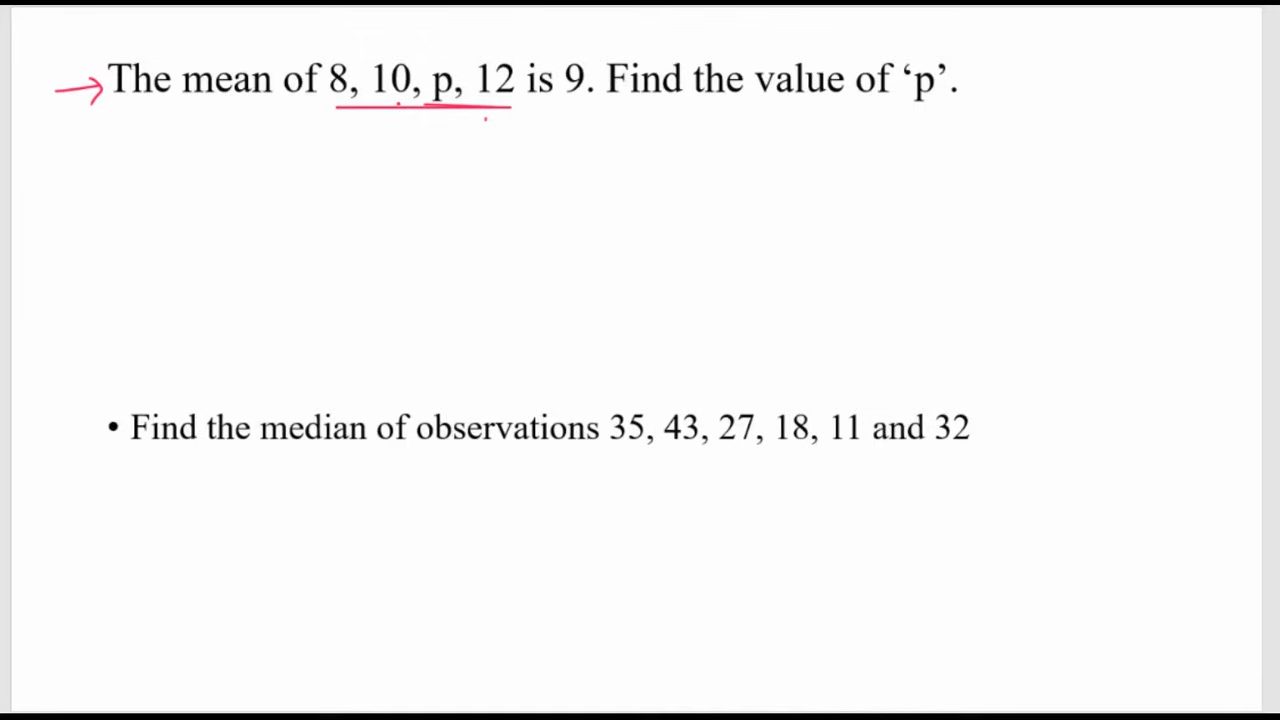 The mean of 8, 10, p, 12 is 9. Find the value of ‘p’.
• Find the median of observations 35, 43, 27, 18, 11 and 32